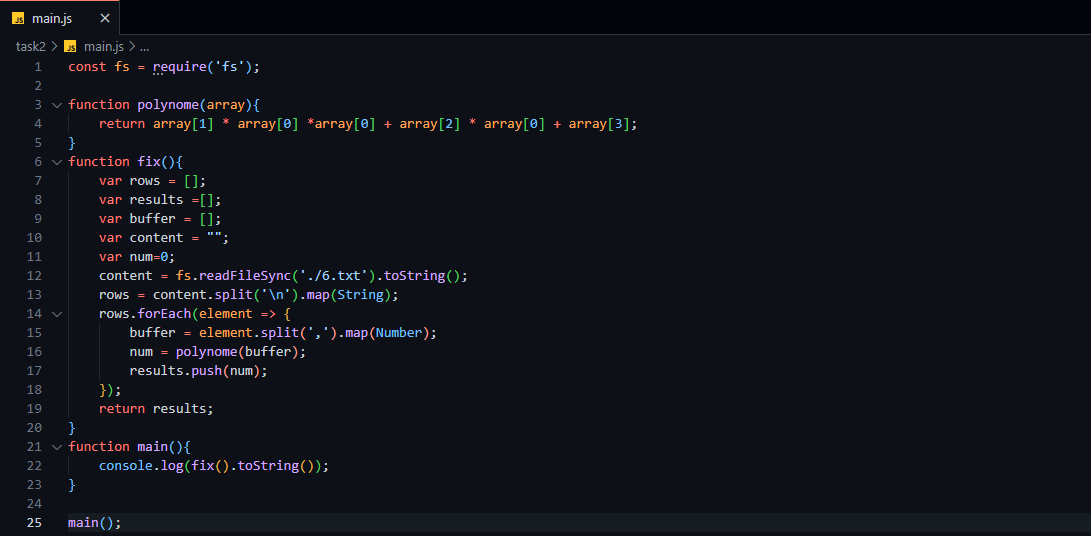 JS main.js ×
task2 > JS main.js > ...
1 const fs = require('fs');
2
3 function polynome(array){
4     return array[1] * array[0] *array[0] + array[2] * array[0] + array[3];
5 }
6 function fix(){
7     var rows = [];
8     var results =[];
9     var buffer = [];
10     var content = "";
11     var num=0;
12     content = fs.readFileSync('./6.txt').toString();
13     rows = content.split('\n').map(String);
14     rows.forEach(element => {
15         buffer = element.split(',').map(Number);
16         num = polynome(buffer);
17         results.push(num);
18     });
19     return results;
20 }
21 function main(){
22     console.log(fix().toString());
23 }
24
25 main();